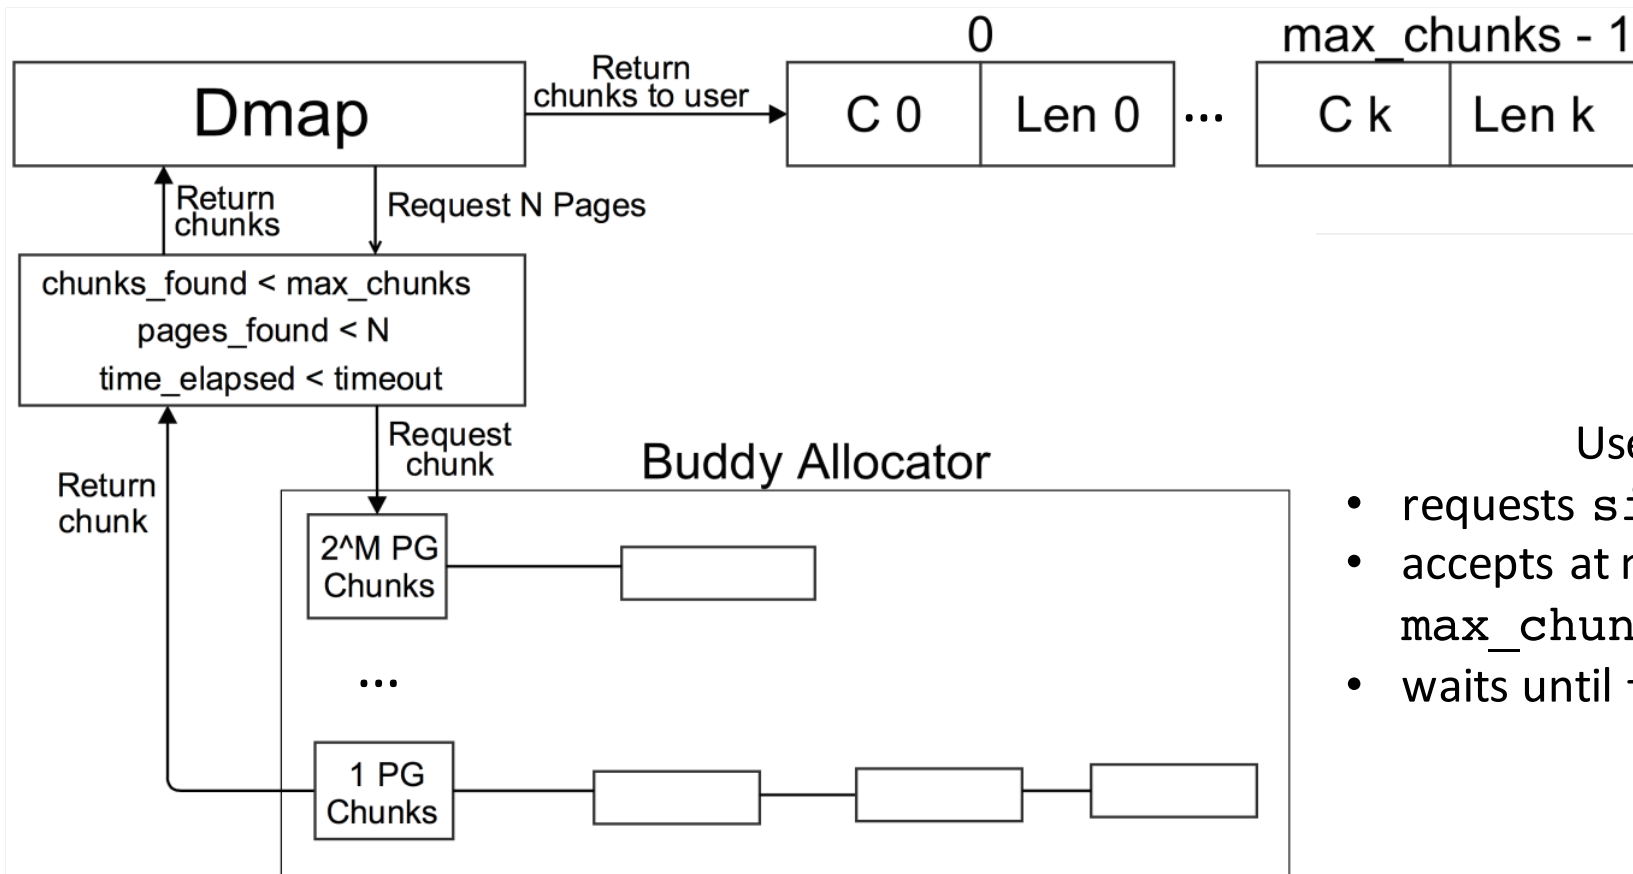 0
max_chunks - 1
Dmap
Return
chunks to user
C 0
Len 0
...
C k
Len k
Return
chunks
Request N Pages
chunks_found < max_chunks
pages_found < N
time_elapsed < timeout
Request
chunk
Return
chunk
Buddy Allocator
2^M PG
Chunks
...
1 PG
Chunks
• requests
• accepts at
• waits until